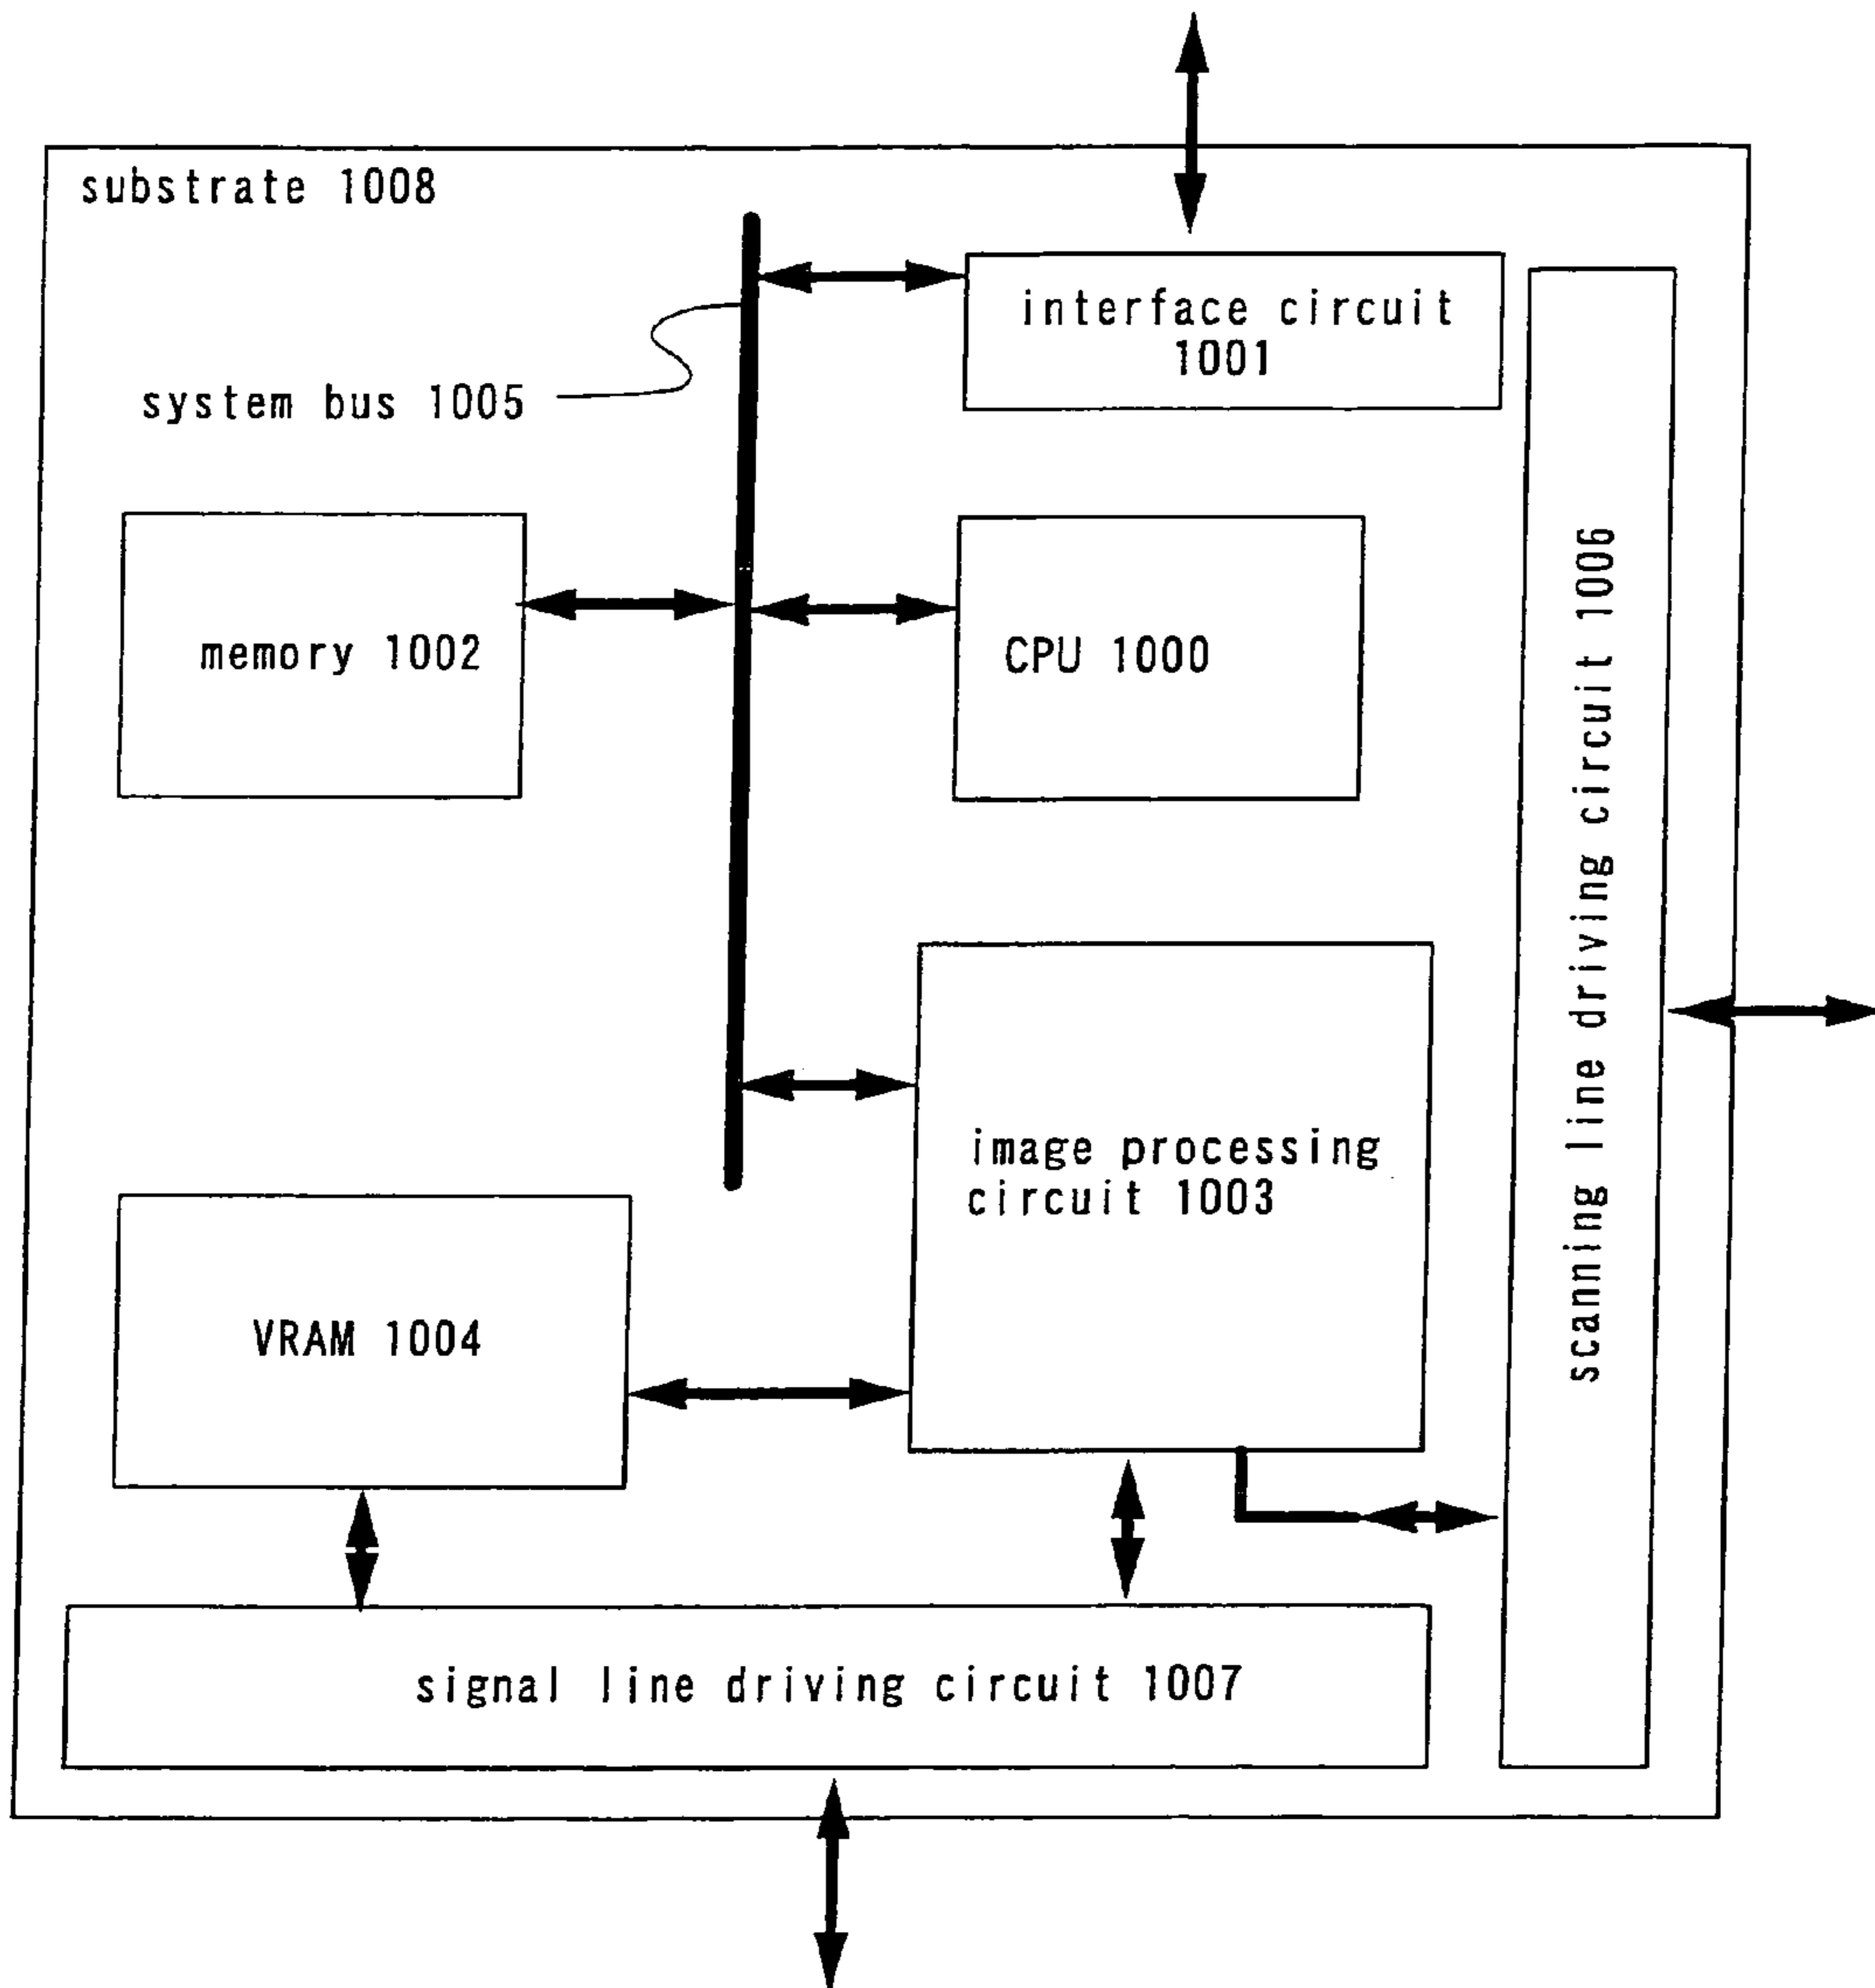 substrate 1008
interface circuit
1001
system bus 1005
memory 1002
CPU 1000
scanning line driving circuit 1006
image processing
circuit 1003
VRAM 1004
signal line driving circuit 1007